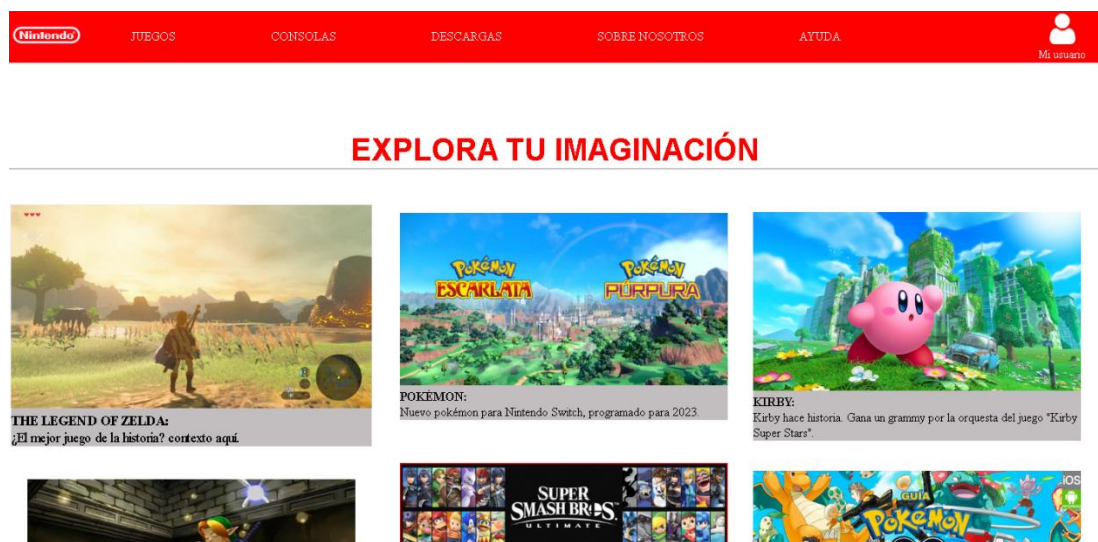 Nintendo
JUEGOS
CONSOLAS
DESCARGAS
SOBRE NOSOTROS
AYUDA
Mi usuario
EXPLORA TU IMAGINACIÓN
POKÉMON
ESCARLATA
POKÉMON
PÚRPURA
THE LEGEND OF ZELDA:
¿El mejor juego de la historia? contexto aquí.
POKÉMON:
Nuevo pokémon para Nintendo Switch, programado para 2023.
KIRBY:
Kirby hace historia. Gana un grammy por la orquesta del juego "Kirby
Super Stars".
SUPER
SMASH BROS.
ULTIMATE
iOS
GUIA
POKÉMON
GO